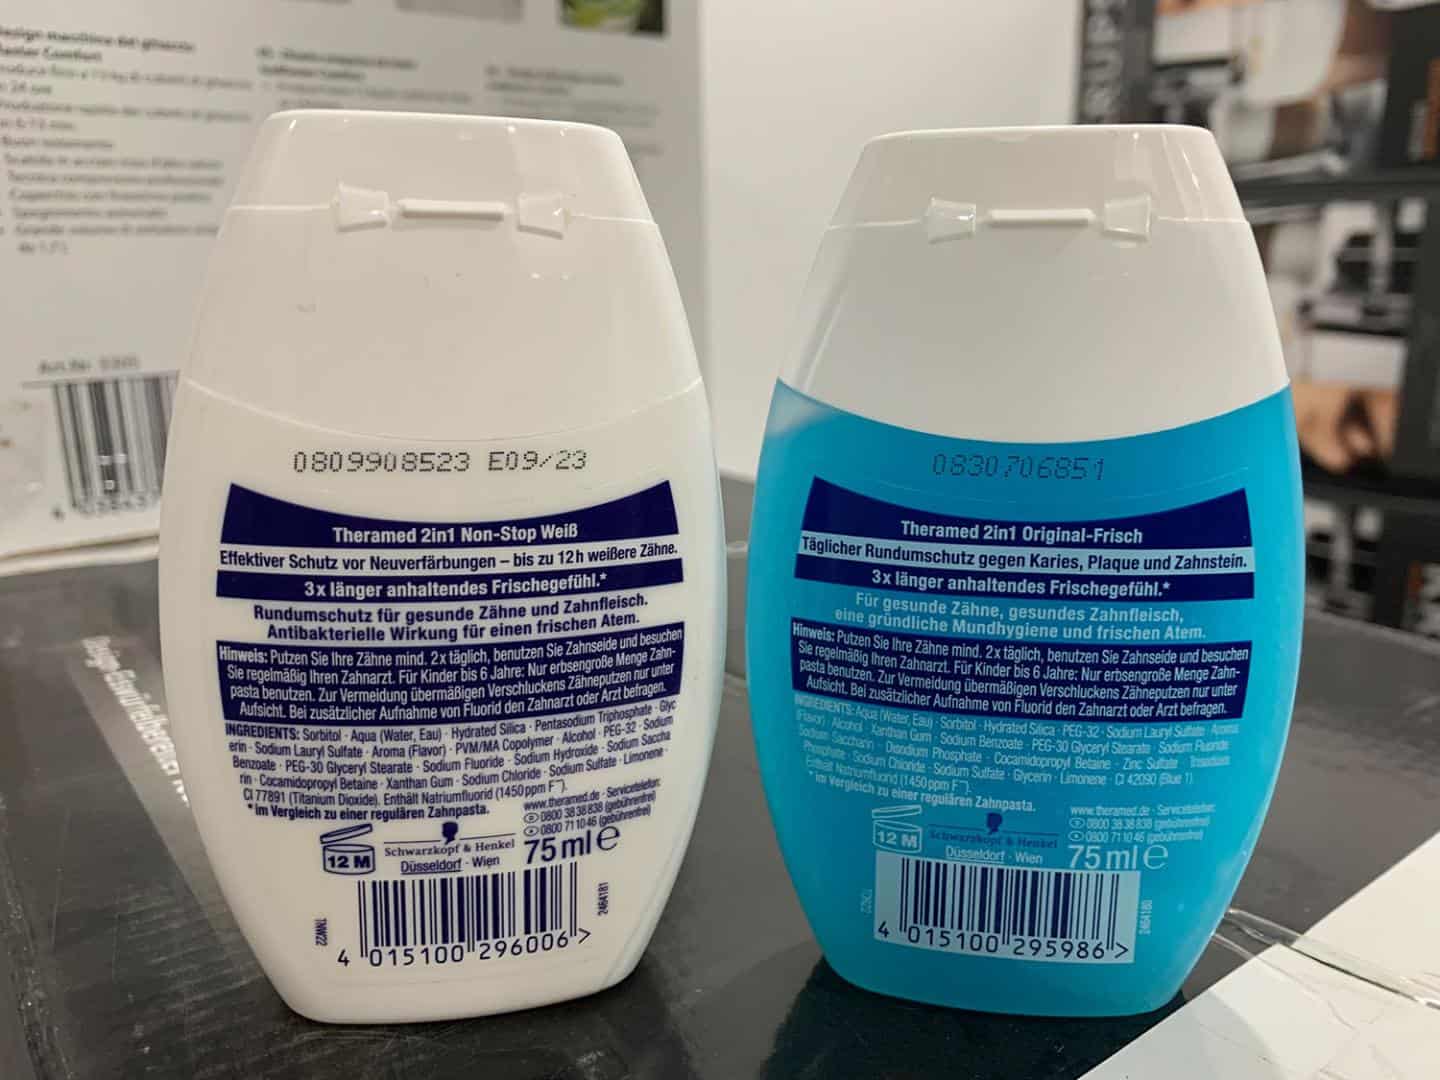 Design macchina del ghiaccio
Art.Nr.
0809908523 E09/23
Theramed 2in1 Non-Stop Weiß
Effektiver Schutz vor Neuverfärbungen – bis zu 12h weißere Zähne.
3x länger anhaltendes Frischegefühl.*
Rundumschutz für gesunde Zähne und Zahnfleisch.
Antibakterielle Wirkung für einen frischen Atem.
Hinweis: Putzen Sie Ihre Zähne mind. 2x täglich, benutzen Sie Zahnseide und besuchen
Sie regelmäßig Ihren Zahnarzt. Für Kinder bis 6 Jahre: Nur erbsengroße Menge Zahn-
pasta benutzen. Zur Vermeidung übermäßigen Verschluckens Zähneputzen nur unter
Aufsicht. Bei zusätzlicher Aufnahme von Fluorid den Zahnarzt oder Arzt befragen.
INGREDIENTS: Sorbitol · Aqua (Water, Eau) · Hydrated Silica · Pentasodium Triphosphate · Glyc
erin · Sodium Lauryl Sulfate · Aroma (Flavor) · PVM/MA Copolymer · Alcohol · PEG-32 · Sodium
Benzoate · PEG-30 Glyceryl Stearate · Sodium Fluoride · Sodium Hydroxide · Sodium Saccha
rin · Cocamidopropyl Betaine · Xanthan Gum · Sodium Chloride · Sodium Sulfate · Limonene ·
CI 77891 (Titanium Dioxide). Enthält Natriumfluorid (1450 ppm F⁻).
*im Vergleich zu einer regulären Zahnpasta.
www.theramed.de · Servicetelefon:
D 0800 38 38 838 (gebührenfrei)
A 0800 71 10 46 (gebührenfrei)
12 M
Schwarzkopf & Henkel
Düsseldorf · Wien
75 ml e
TNW22
2464181
4 015100 296006 >
0830706851
Theramed 2in1 Original-Frisch
Täglicher Rundumschutz gegen Karies, Plaque und Zahnstein.
3x länger anhaltendes Frischegefühl.*
Für gesunde Zähne, gesundes Zahnfleisch,
eine gründliche Mundhygiene und frischen Atem.
Hinweis: Putzen Sie Ihre Zähne mind. 2x täglich, benutzen Sie Zahnseide und besuchen
Sie regelmäßig Ihren Zahnarzt. Für Kinder bis 6 Jahre: Nur erbsengroße Menge Zahn-
pasta benutzen. Zur Vermeidung übermäßigen Verschluckens Zähneputzen nur unter
Aufsicht. Bei zusätzlicher Aufnahme von Fluorid den Zahnarzt oder Arzt befragen.
INGREDIENTS: Aqua (Water, Eau) · Sorbitol · Hydrated Silica · PEG-32 · Sodium Lauryl Sulfate · Aroma
(Flavor) · Alcohol · Xanthan Gum · Sodium Benzoate · PEG-30 Glyceryl Stearate · Sodium Fluoride ·
Sodium Saccharin · Disodium Phosphate · Cocamidopropyl Betaine · Zinc Sulfate · Trisodium
Phosphate · Sodium Chloride · Sodium Sulfate · Glycerin · Limonene · CI 42090 (Blue 1).
Enthält Natriumfluorid (1450 ppm F⁻).
*im Vergleich zu einer regulären Zahnpasta.
www.theramed.de · Servicetelefon:
D 0800 38 38 838 (gebührenfrei)
A 0800 71 10 46 (gebührenfrei)
12 M
Schwarzkopf & Henkel
Düsseldorf · Wien
75 ml e
2464180
4 015100 295986 >